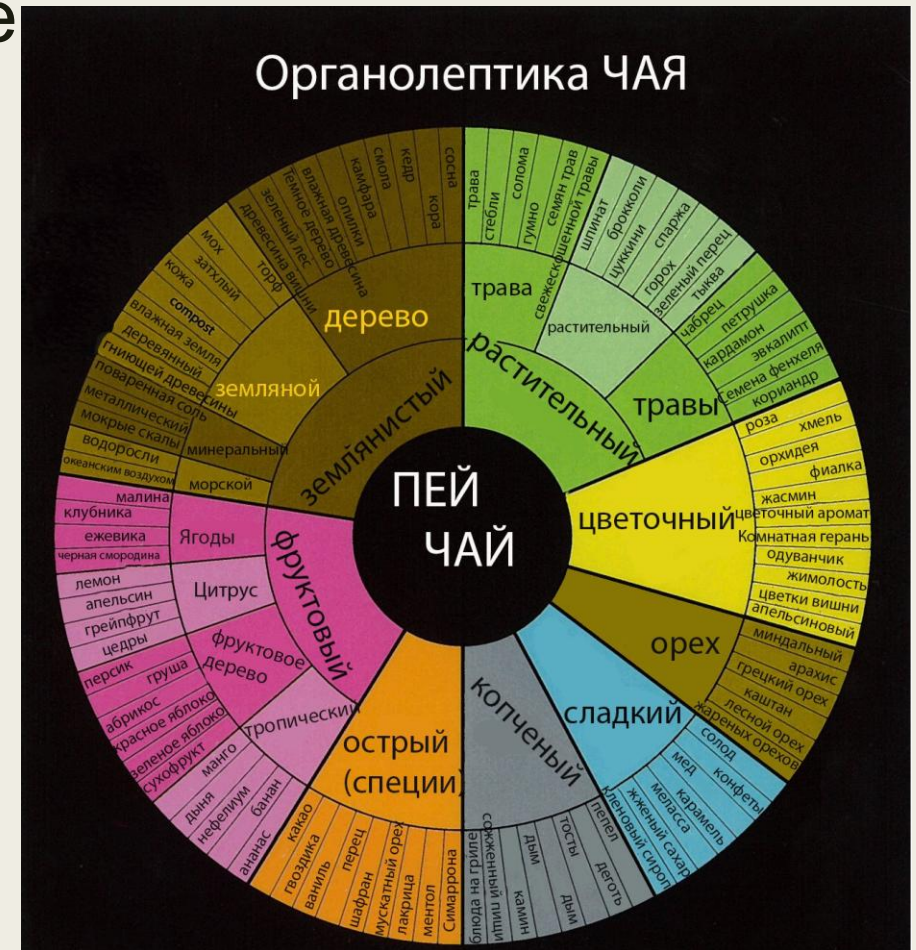 е
Органолептика ЧАЯ
ПЕЙ
ЧАЙ
растительный
трава
трава
стебли
солома
гумно
семян трав
свежескошенной травы
растительный
шпинат
брокколи
цуккини
спаржа
горох
зеленый перец
тыква
травы
чабрец
петрушка
кардамон
эвкалипт
Семена фенхеля
кориандр
цветочный
роза
хмель
орхидея
фиалка
жасмин
цветочный аромат
Комнатная герань
одуванчик
жимолость
цветки вишни
апельсиновый
орех
миндальный
арахис
грецкий орех
каштан
лесной орех
жареных орехов
сладкий
солод
конфеты
мед
карамель
меласса
жженый сахар
кленовый сироп
копченый
пепел
деготь
тосты
дым
дым
камин
сожженный пищи
блюда на гриле
острый
(специи)
Симаррона
ментол
лакрица
мускатный орех
шафран
перец
ваниль
гвоздика
какао
фруктовый
тропический
ананас
банан
нефелиум
дыня
манго
фруктовое
дерево
сухофрукт
зеленое яблоко
красное яблоко
абрикос
груша
персик
Цитрус
цедры
грейпфрут
апельсин
лемон
Ягоды
черная смородина
ежевика
клубника
малина
землянистый
морской
океанским воздухом
водоросли
минеральный
мокрые скалы
металлический
поваренная соль
земляной
гниющей древесины
деревянный
влажная земля
compost
кожа
затхлый
мох
торф
дерево
древесина вишни
зеленый лес
Темное дерево
влажная древесина
опилки
камфара
смола
кедр
кора
сосна